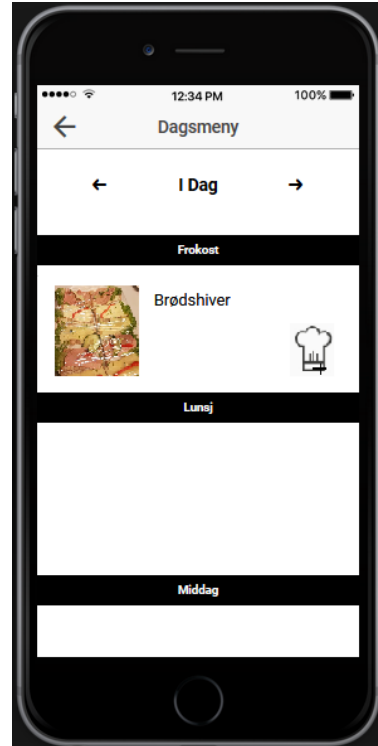 12:34 PM
100%
Dagsmeny
I Dag
Frokost
Brødshiver
Lunsj
Middag